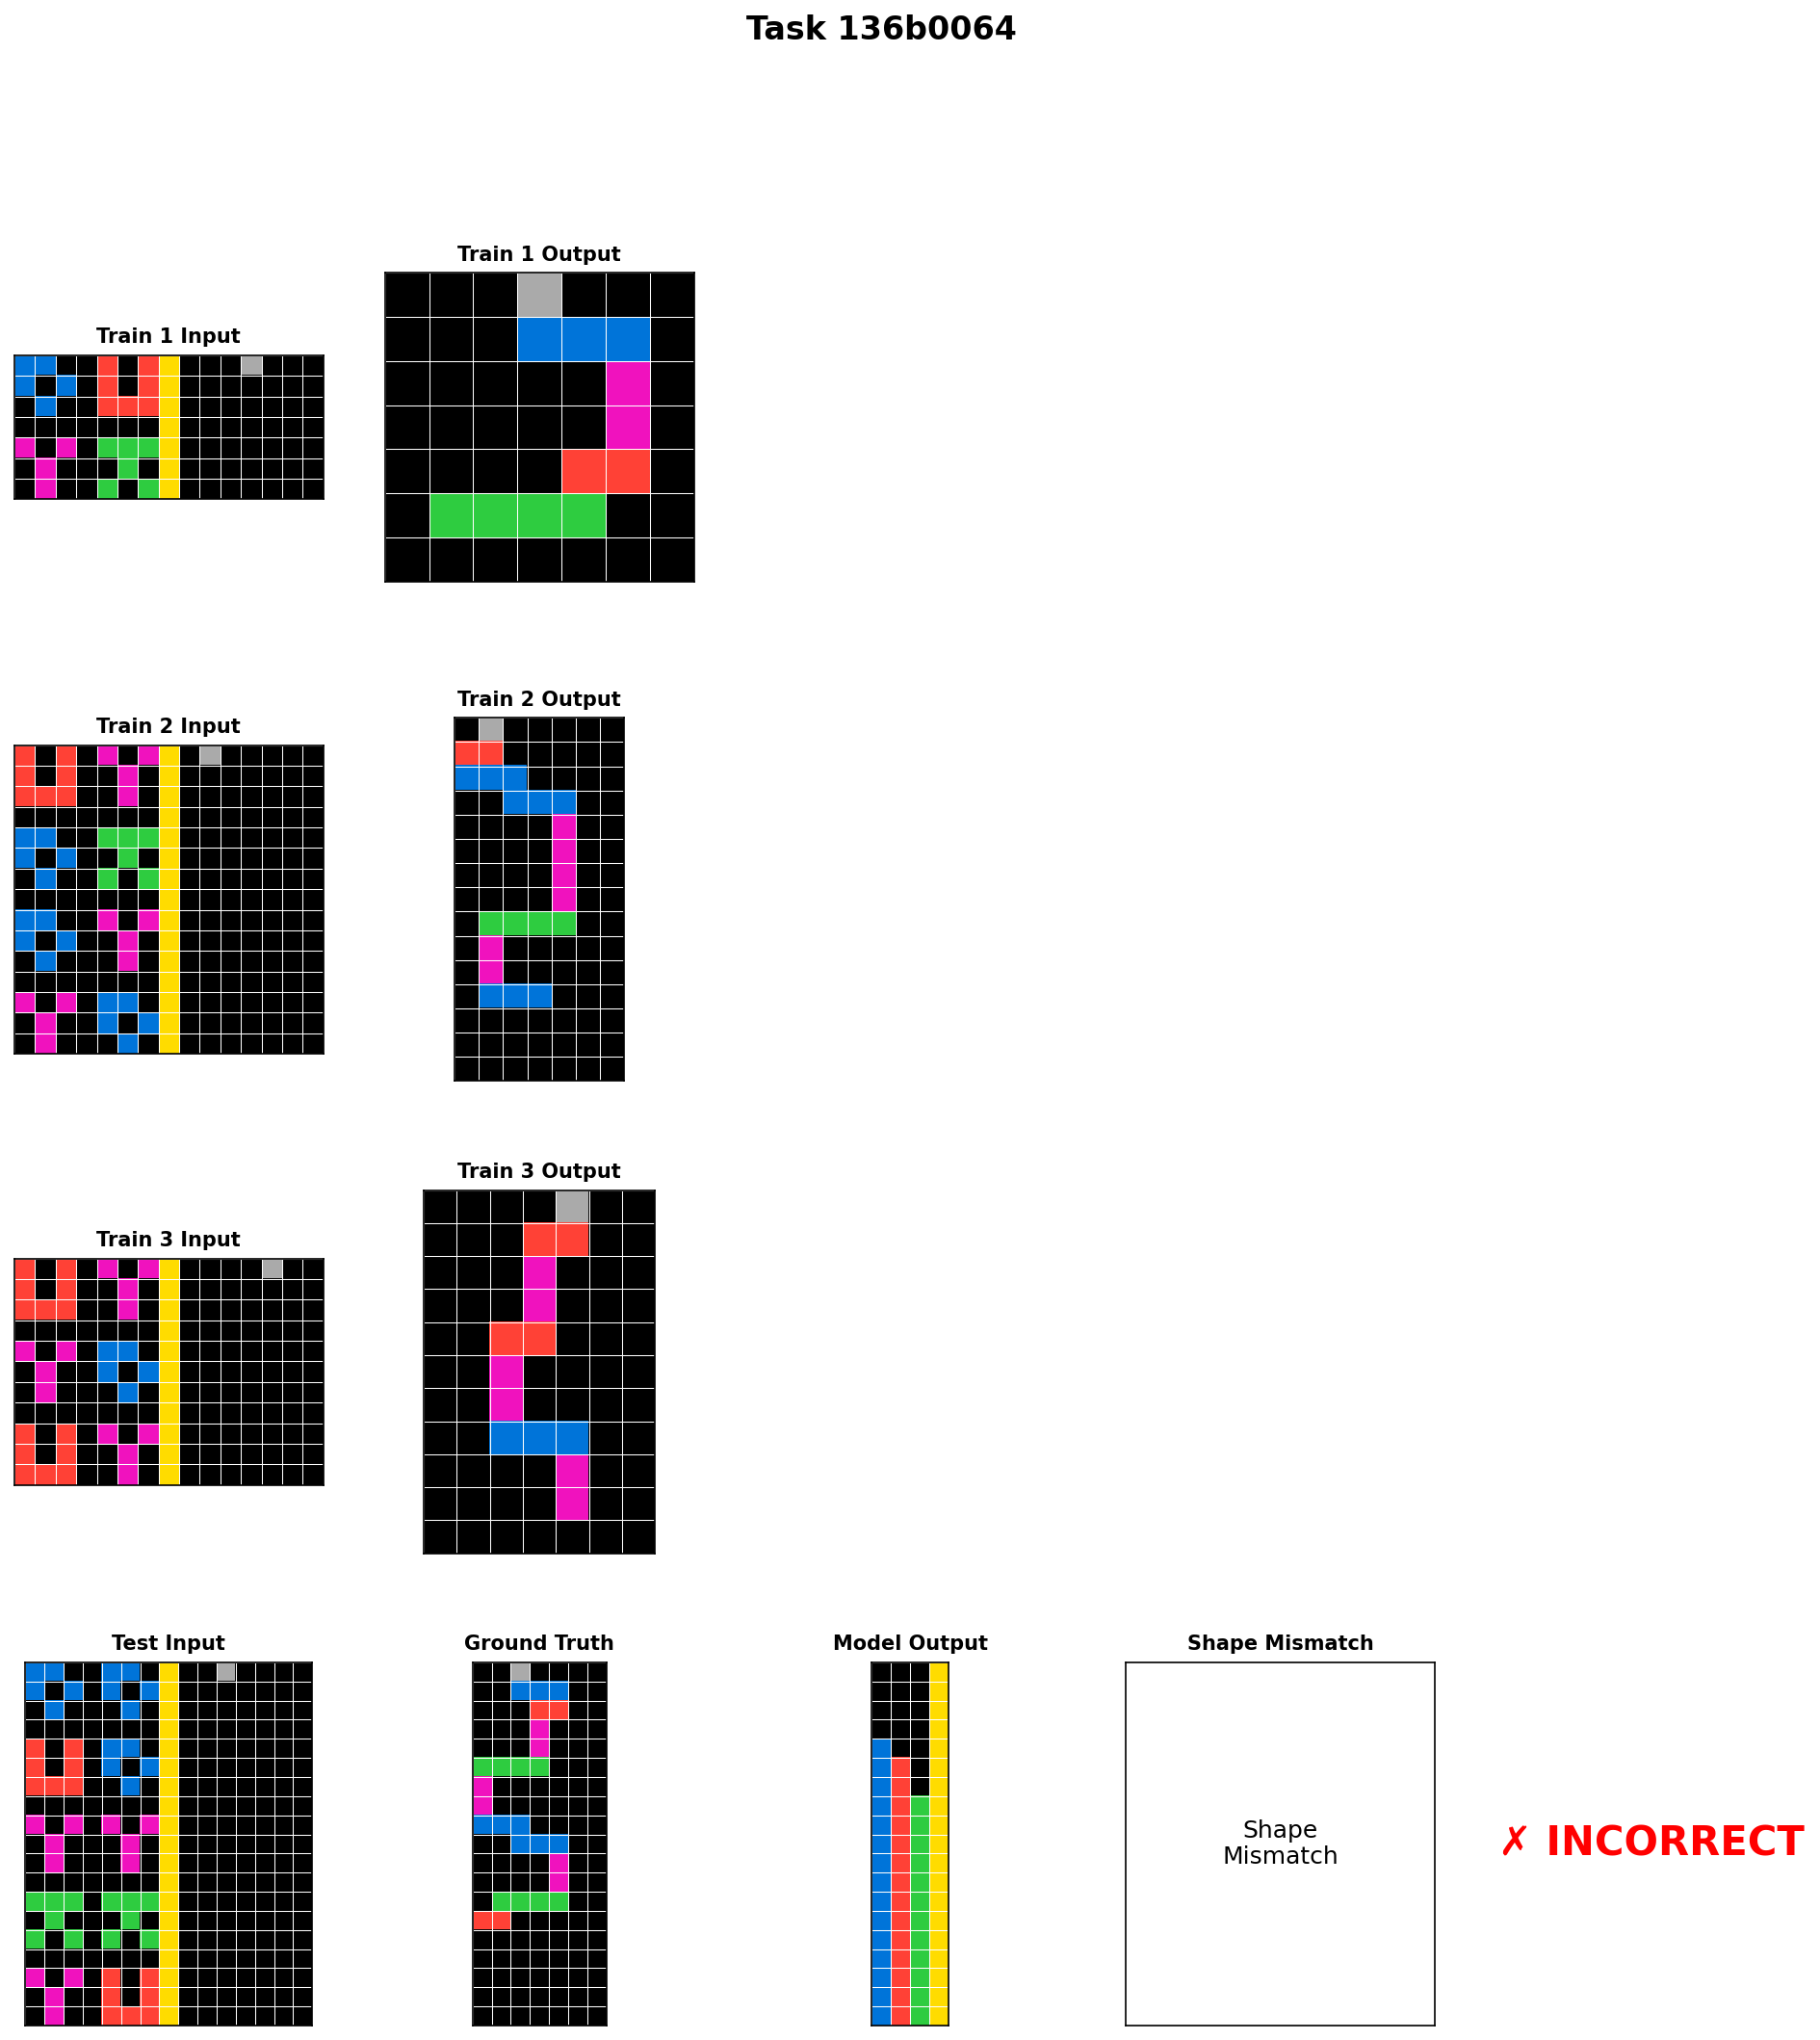 Task 136b0064
Train 1 Output
Train 1 Input
Train 2 Output
Train 2 Input
Train 3 Output
Train 3 Input
Test Input
Ground Truth
Model Output
Shape Mismatch
Shape
Mismatch
✗ INCORRECT